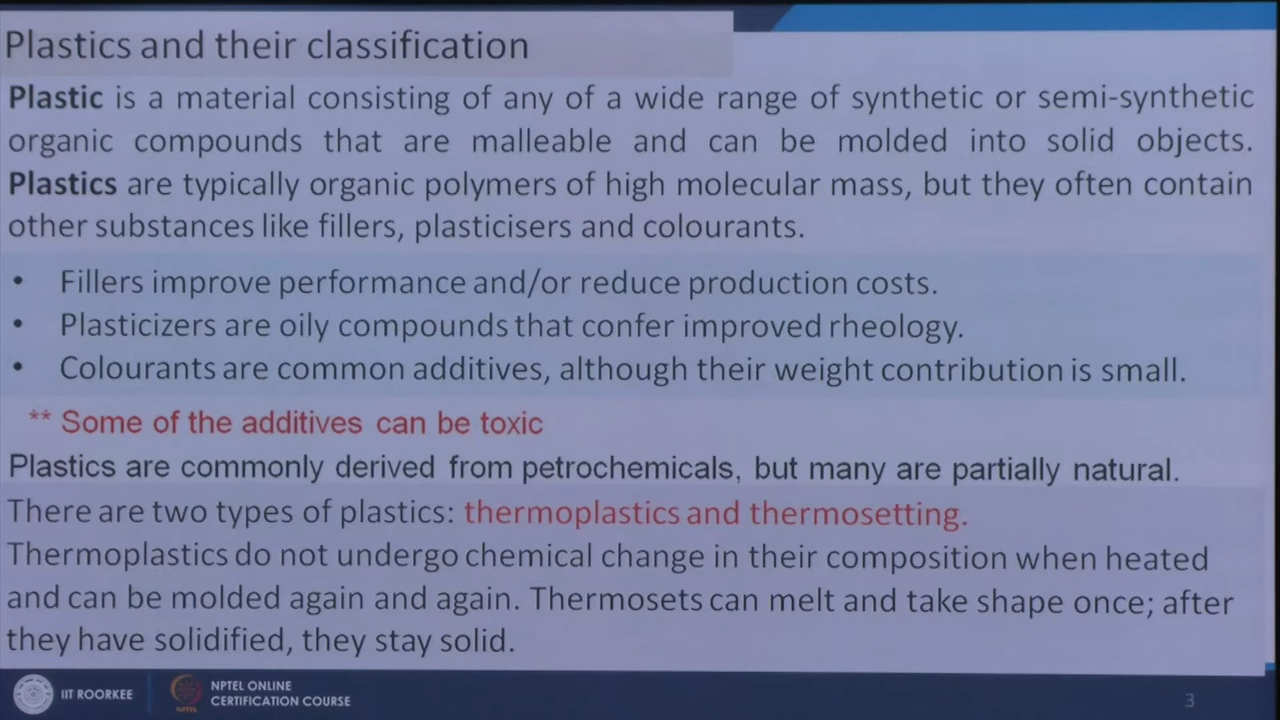 Plastics and their classification
Plastic is a material consisting of any of a wide range of synthetic or semi-synthetic
organic compounds that are malleable and can be molded into solid objects.
Plastics are typically organic polymers of high molecular mass, but they often contain
other substances like fillers, plasticisers and colourants.
• Fillers improve performance and/or reduce production costs.
• Plasticizers are oily compounds that confer improved rheology.
• Colourants are common additives, although their weight contribution is small.
** Some of the additives can be toxic
Plastics are commonly derived from petrochemicals, but many are partially natural.
There are two types of plastics: thermoplastics and thermosetting.
Thermoplastics do not undergo chemical change in their composition when heated
and can be molded again and again. Thermosets can melt and take shape once; after
they have solidified, they stay solid.
IIT ROORKEE
NPTEL
NPTEL ONLINE
CERTIFICATION COURSE
3